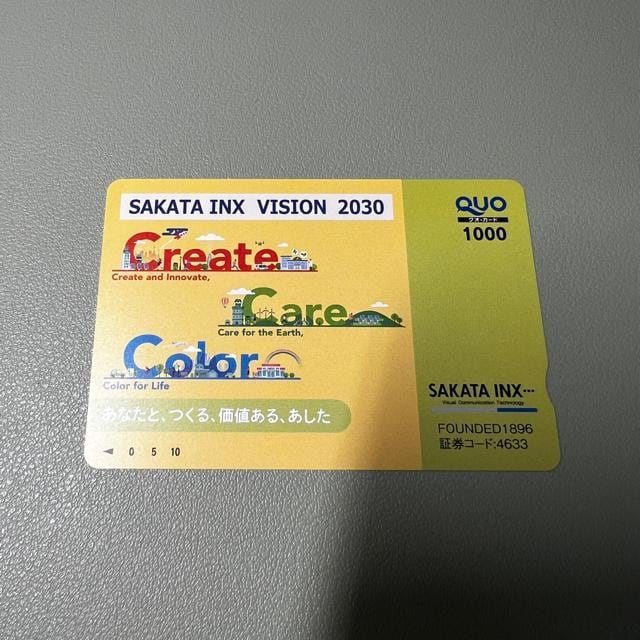 SAKATA INX VISION 2030
QUO
クオ・カード
1000
Create
Create and Innovate,
Care
Care for the Earth,
Color
Color for Life
あなたと、つくる、価値ある、あした
SAKATA INX
Visual Communication Technology
FOUNDED1896
証券コード:4633
◀ 0 5 10